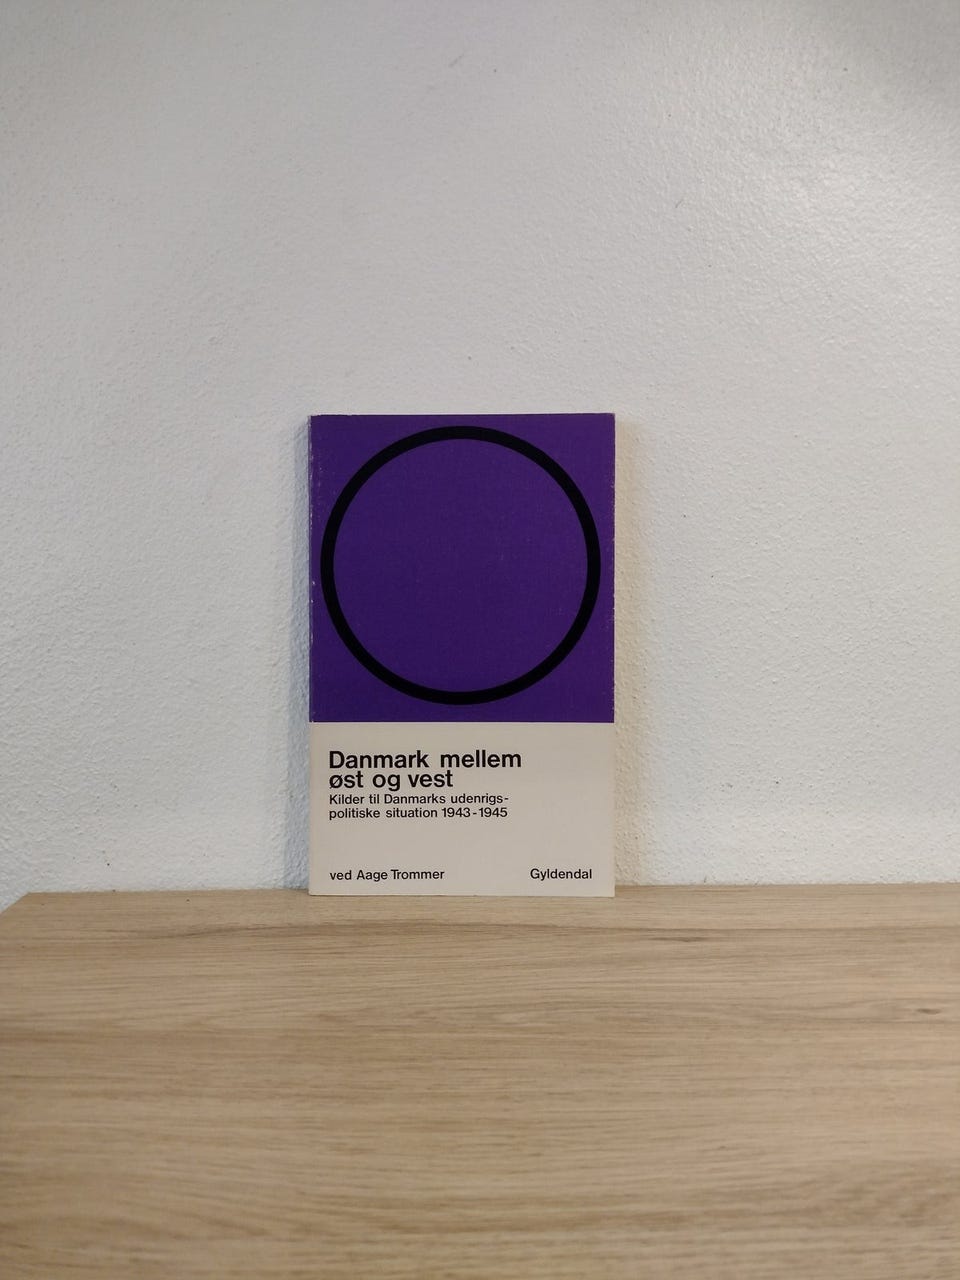 Danmark mellem
øst og vest
Kilder til Danmarks udenrigs-
politiske situation 1943-1945
ved Aage Trommer
Gyldendal